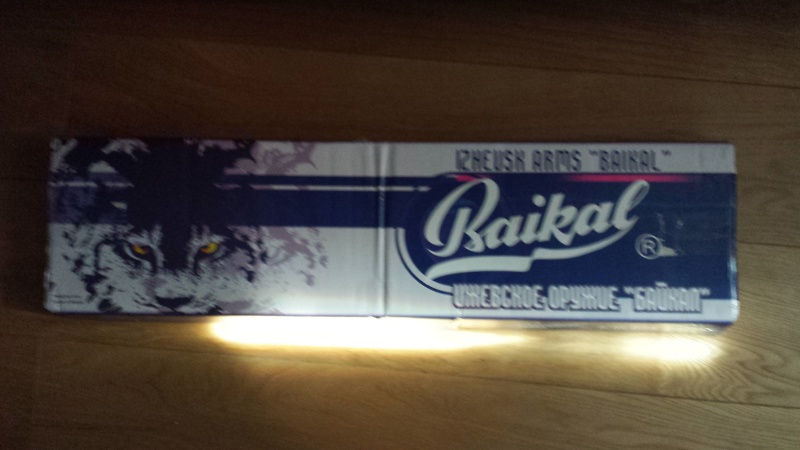 IZHEVSK ARMS "BAIKAL"
Baikal
®
ИЖЕВСКОЕ ОРУЖИЕ "БАЙКАЛ"